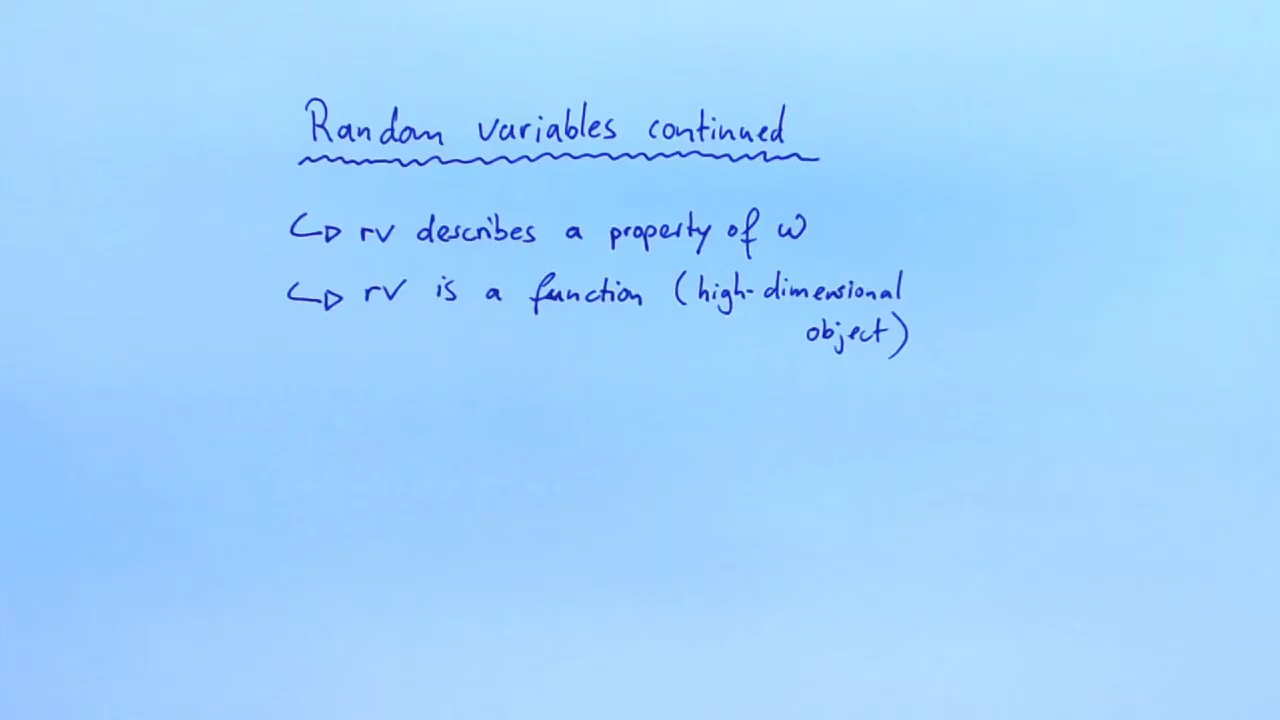 Random variables continued
↪ rv describes a property of ω
↪ rv is a function (high-dimensional
object)